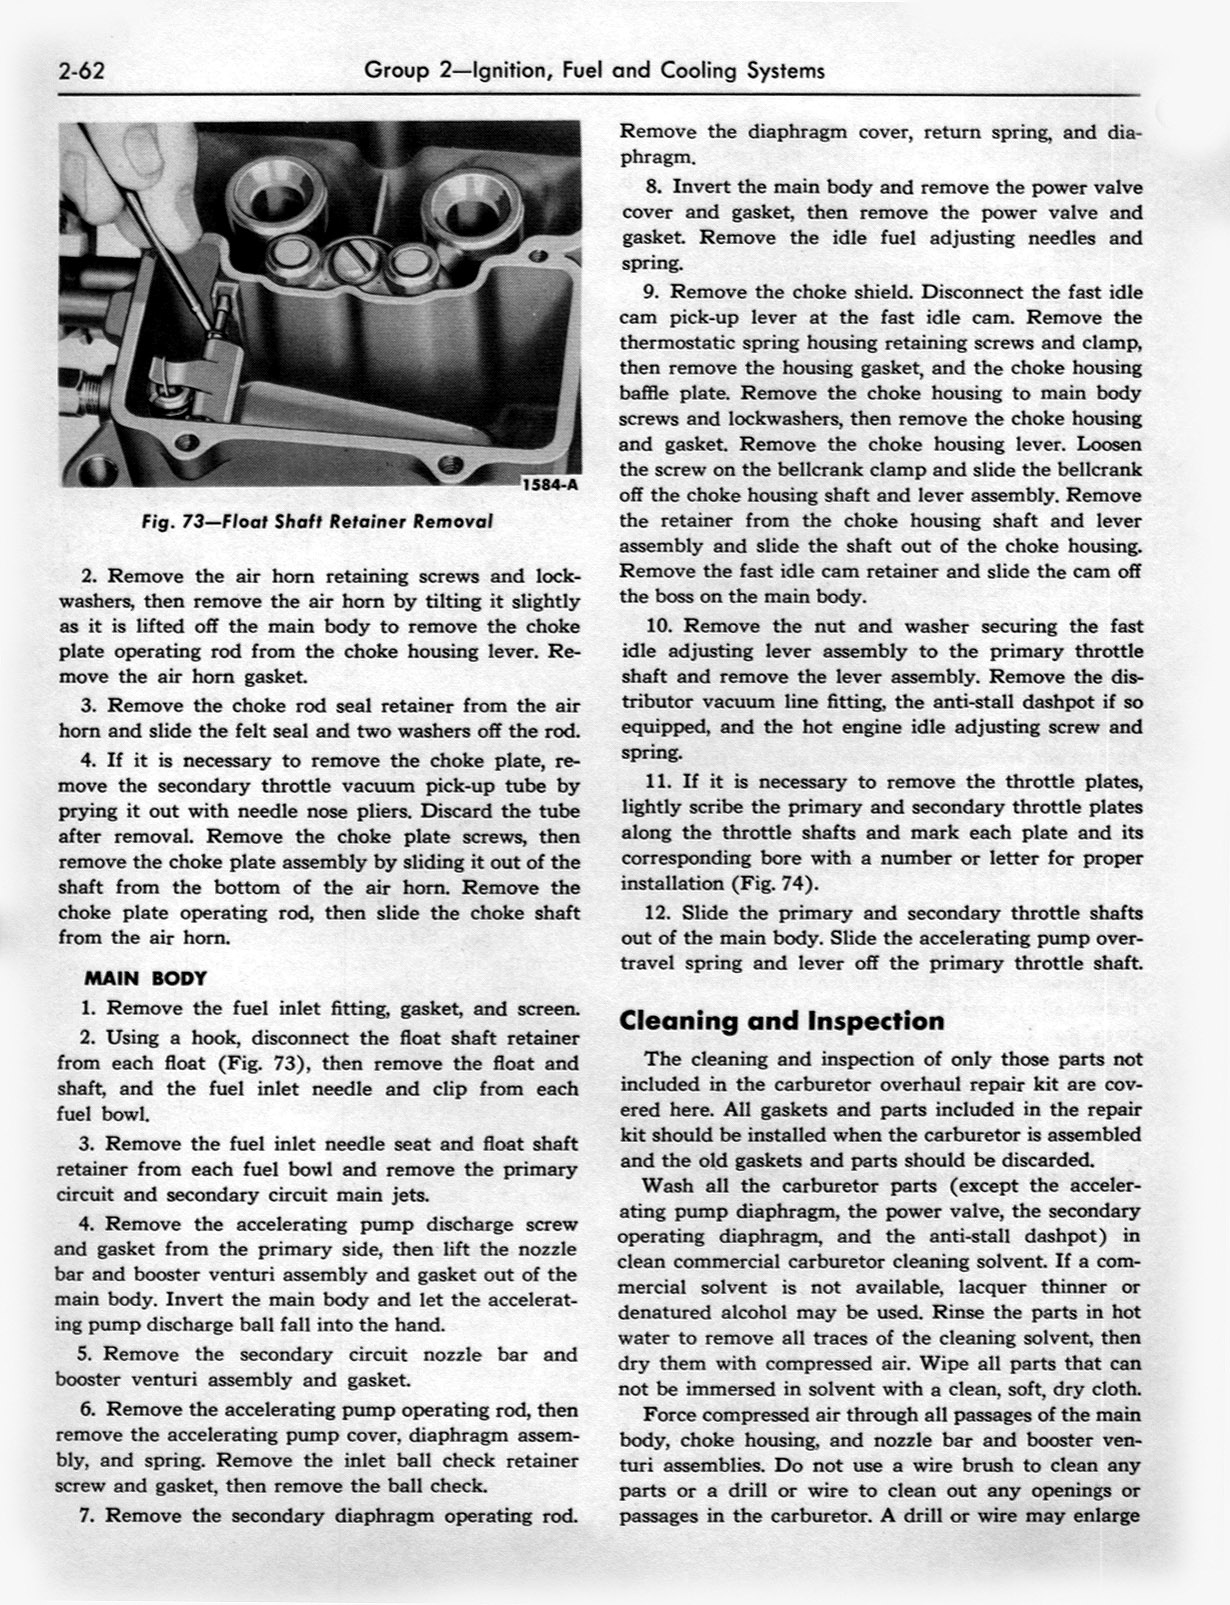 2-62
Group 2—Ignition, Fuel and Cooling Systems
1584-A
Fig. 73—Float Shaft Retainer Removal
2. Remove the air horn retaining screws and lock-
washers, then remove the air horn by tilting it slightly
as it is lifted off the main body to remove the choke
plate operating rod from the choke housing lever. Re-
move the air horn gasket.
3. Remove the choke rod seal retainer from the air
horn and slide the felt seal and two washers off the rod.
4. If it is necessary to remove the choke plate, re-
move the secondary throttle vacuum pick-up tube by
prying it out with needle nose pliers. Discard the tube
after removal. Remove the choke plate screws, then
remove the choke plate assembly by sliding it out of the
shaft from the bottom of the air horn. Remove the
choke plate operating rod, then slide the choke shaft
from the air horn.
MAIN BODY
1. Remove the fuel inlet fitting, gasket, and screen.
2. Using a hook, disconnect the float shaft retainer
from each float (Fig. 73), then remove the float and
shaft, and the fuel inlet needle and clip from each
fuel bowl.
3. Remove the fuel inlet needle seat and float shaft
retainer from each fuel bowl and remove the primary
circuit and secondary circuit main jets.
4. Remove the accelerating pump discharge screw
and gasket from the primary side, then lift the nozzle
bar and booster venturi assembly and gasket out of the
main body. Invert the main body and let the accelerat-
ing pump discharge ball fall into the hand.
5. Remove the secondary circuit nozzle bar and
booster venturi assembly and gasket.
6. Remove the accelerating pump operating rod, then
remove the accelerating pump cover, diaphragm assem-
bly, and spring. Remove the inlet ball check retainer
screw and gasket, then remove the ball check.
7. Remove the secondary diaphragm operating rod.
Remove the diaphragm cover, return spring, and dia-
phragm.
8. Invert the main body and remove the power valve
cover and gasket, then remove the power valve and
gasket. Remove the idle fuel adjusting needles and
spring.
9. Remove the choke shield. Disconnect the fast idle
cam pick-up lever at the fast idle cam. Remove the
thermostatic spring housing retaining screws and clamp,
then remove the housing gasket, and the choke housing
baffle plate. Remove the choke housing to main body
screws and lockwashers, then remove the choke housing
and gasket. Remove the choke housing lever. Loosen
the screw on the bellcrank clamp and slide the bellcrank
off the choke housing shaft and lever assembly. Remove
the retainer from the choke housing shaft and lever
assembly and slide the shaft out of the choke housing.
Remove the fast idle cam retainer and slide the cam off
the boss on the main body.
10. Remove the nut and washer securing the fast
idle adjusting lever assembly to the primary throttle
shaft and remove the lever assembly. Remove the dis-
tributor vacuum line fitting, the anti-stall dashpot if so
equipped, and the hot engine idle adjusting screw and
spring.
11. If it is necessary to remove the throttle plates,
lightly scribe the primary and secondary throttle plates
along the throttle shafts and mark each plate and its
corresponding bore with a number or letter for proper
installation (Fig. 74).
12. Slide the primary and secondary throttle shafts
out of the main body. Slide the accelerating pump over-
travel spring and lever off the primary throttle shaft.
Cleaning and Inspection
The cleaning and inspection of only those parts not
included in the carburetor overhaul repair kit are cov-
ered here. All gaskets and parts included in the repair
kit should be installed when the carburetor is assembled
and the old gaskets and parts should be discarded.
Wash all the carburetor parts (except the acceler-
ating pump diaphragm, the power valve, the secondary
operating diaphragm, and the anti-stall dashpot) in
clean commercial carburetor cleaning solvent. If a com-
mercial solvent is not available, lacquer thinner or
denatured alcohol may be used. Rinse the parts in hot
water to remove all traces of the cleaning solvent, then
dry them with compressed air. Wipe all parts that can
not be immersed in solvent with a clean, soft, dry cloth.
Force compressed air through all passages of the main
body, choke housing, and nozzle bar and booster ven-
turi assemblies. Do not use a wire brush to clean any
parts or a drill or wire to clean out any openings or
passages in the carburetor. A drill or wire may enlarge